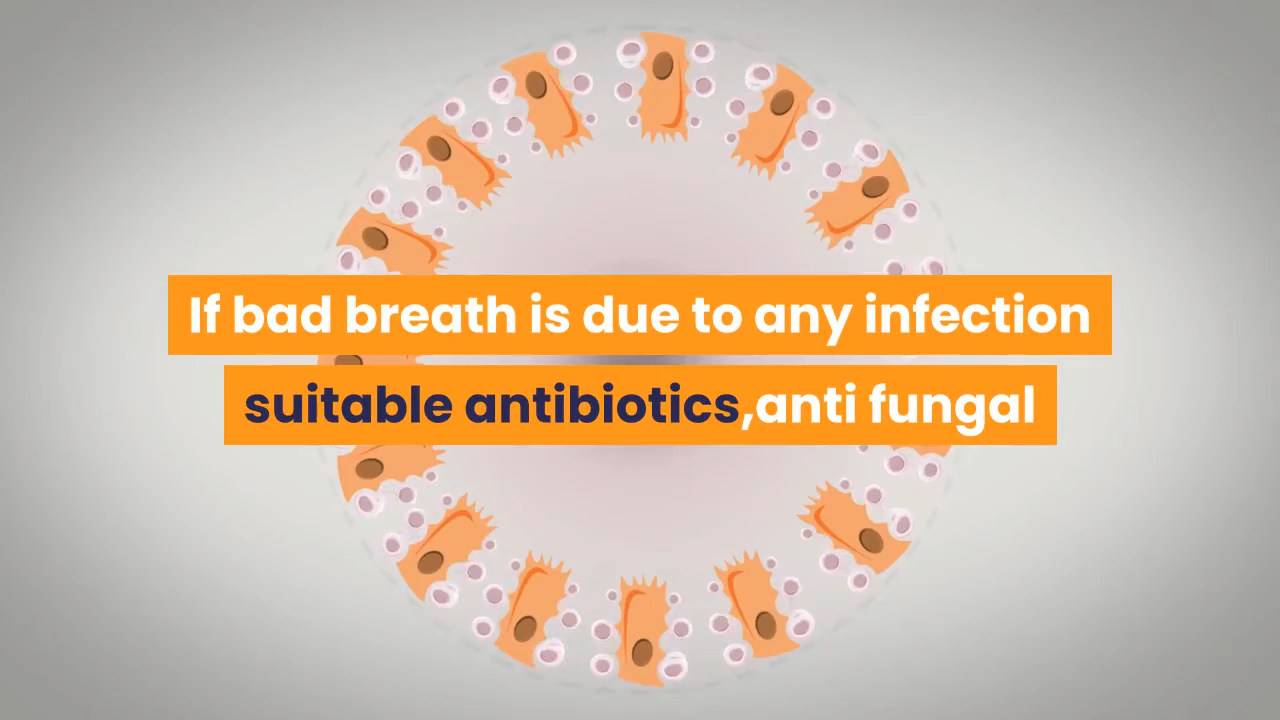 If bad breath is due to any infection
suitable antibiotics,anti fungal